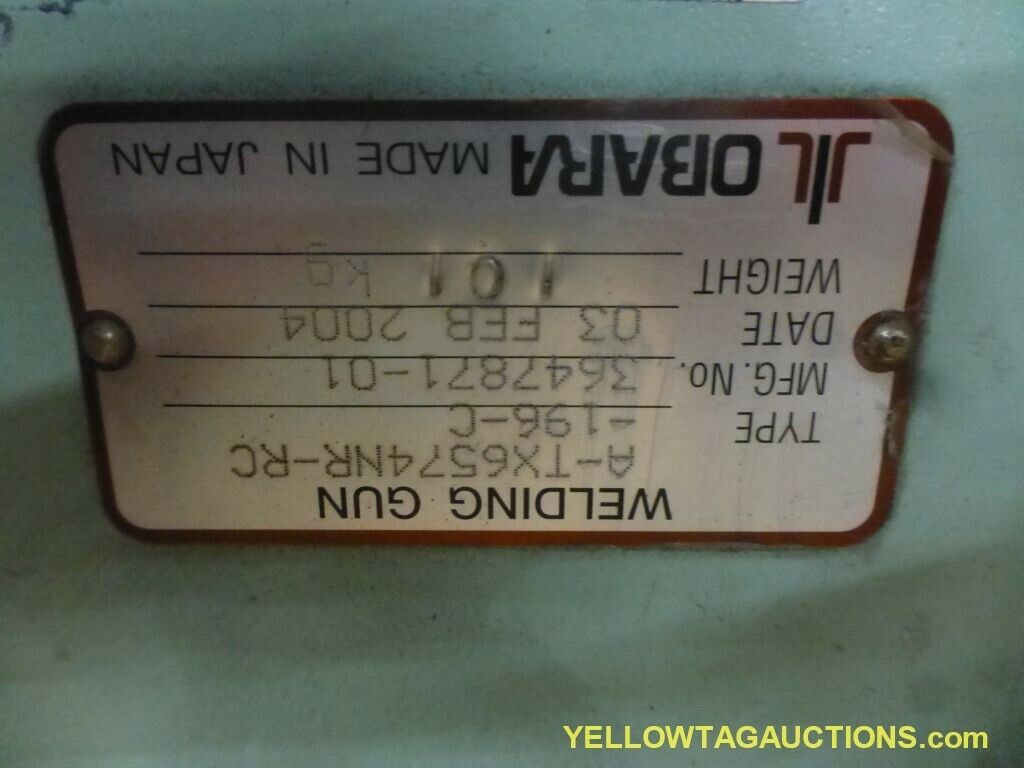 WELDING GUN
A-TX6574NR-RC
TYPE -196-C
MFG.No. 3647871-01
DATE 03 FEB 2004
WEIGHT 101 kg
OBARA MADE IN JAPAN
YELLOWTAGAUCTIONS.com